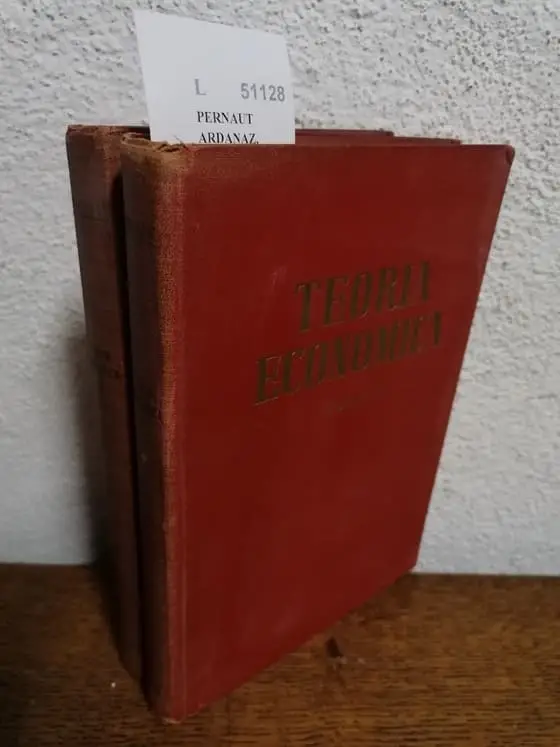 L 51128
PERNAUT
ARDANAZ,
TEORIA
ECONOMICA